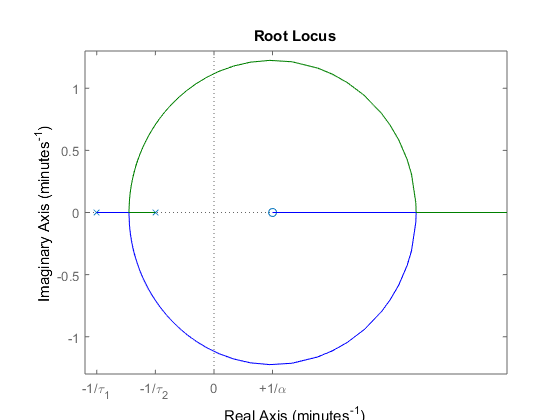 Root Locus
Imaginary Axis (minutes⁻¹)
1
0.5
0
-0.5
-1
-1/τ₁ -1/τ₂ 0 +1/α
Real Axis (minutes⁻¹)